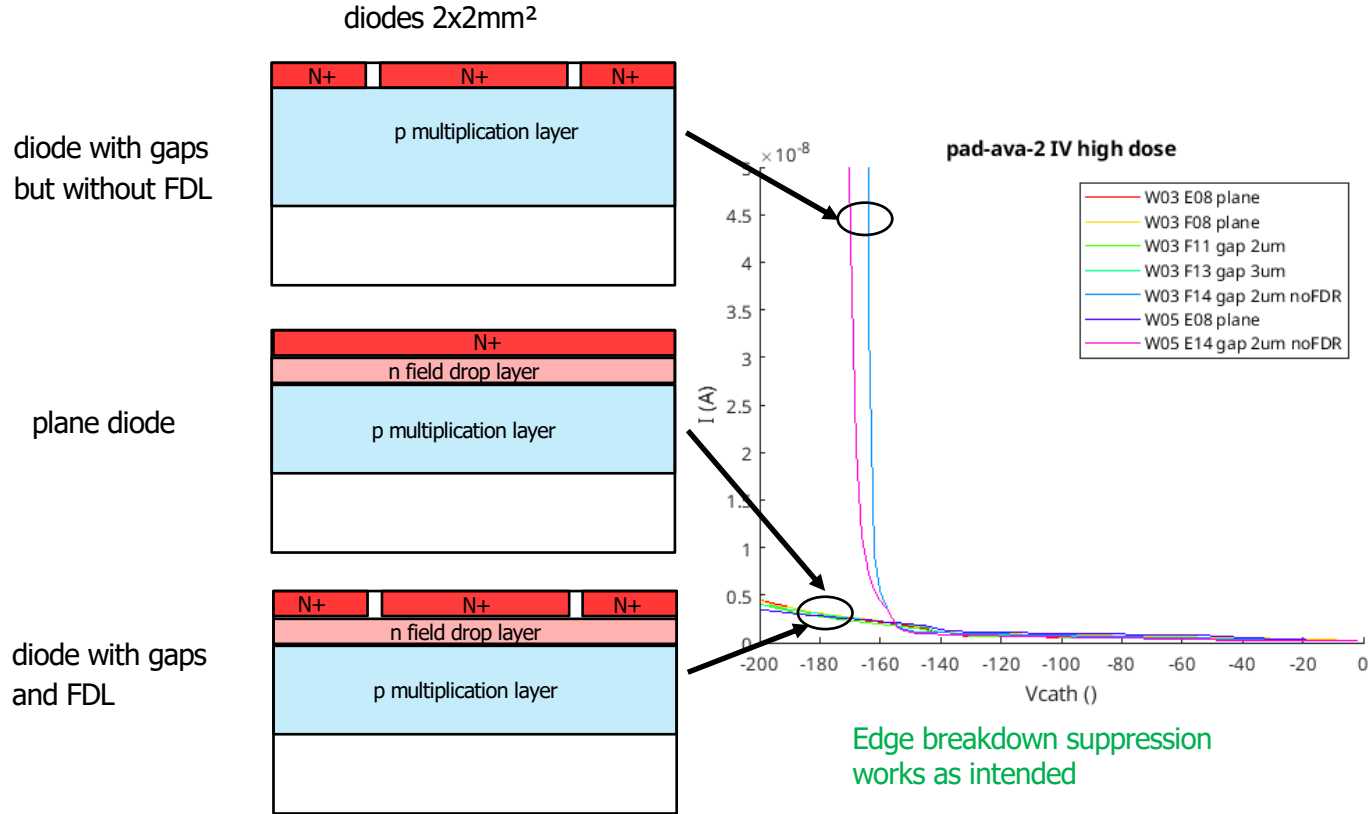 diodes 2x2mm²
N+ N+ N+
p multiplication layer
diode with gaps
but without FDL
N+
n field drop layer
p multiplication layer
plane diode
N+ N+ N+
n field drop layer
p multiplication layer
diode with gaps
and FDL
pad-ava-2 IV high dose
×10⁻⁸
5
4.5
4
3.5
3
2.5
2
1.5
1
0.5
0
I (A)
W03 E08 plane
W03 F08 plane
W03 F11 gap 2um
W03 F13 gap 3um
W03 F14 gap 2um noFDR
W05 E08 plane
W05 E14 gap 2um noFDR
-200 -180 -160 -140 -120 -100 -80 -60 -40 -20 0
Vcath ()
Edge breakdown suppression
works as intended